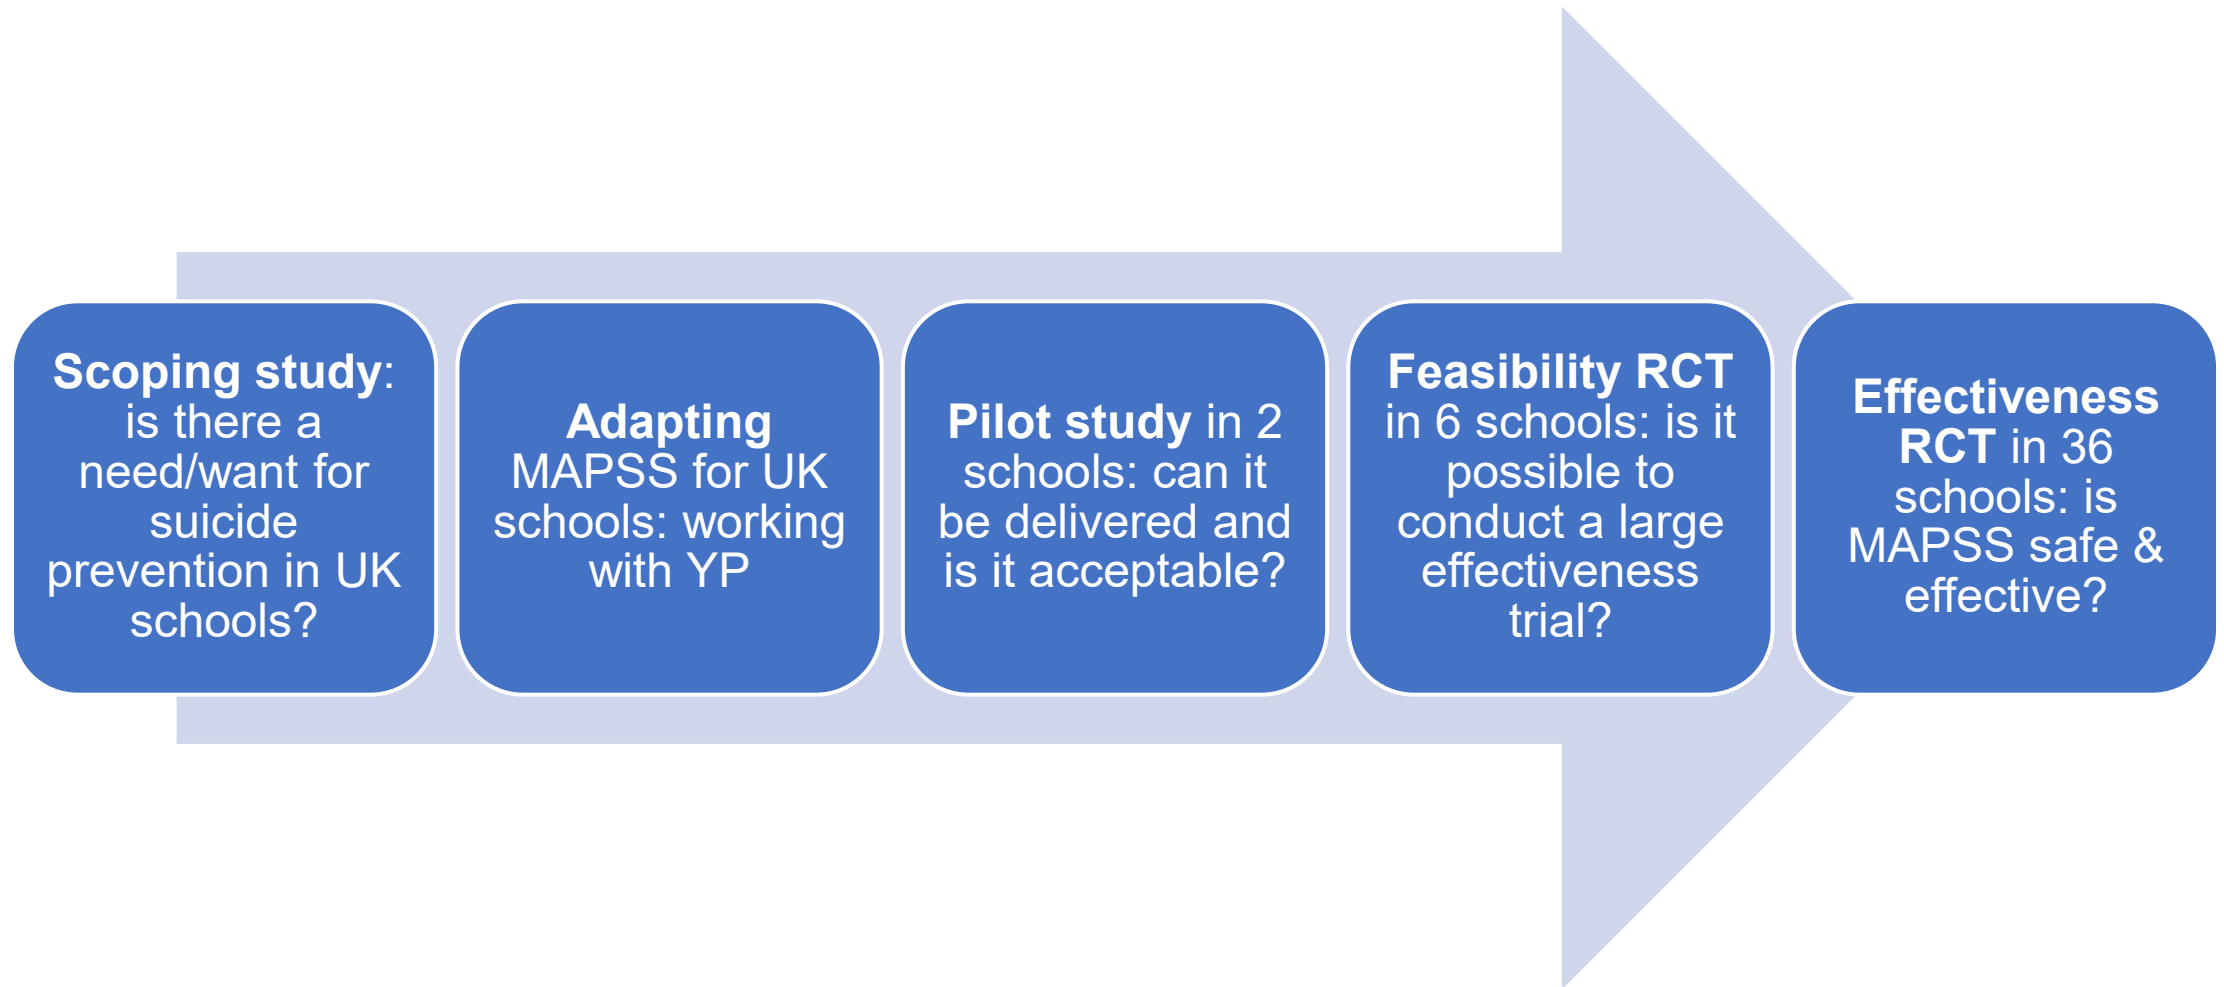 Scoping study:
is there a
need/want for
suicide
prevention in UK
schools?
Adapting
MAPSS for UK
schools: working
with YP
Pilot study in 2
schools: can it
be delivered and
is it acceptable?
Feasibility RCT
in 6 schools: is it
possible to
conduct a large
effectiveness
trial?
Effectiveness
RCT in 36
schools: is
MAPSS safe &
effective?